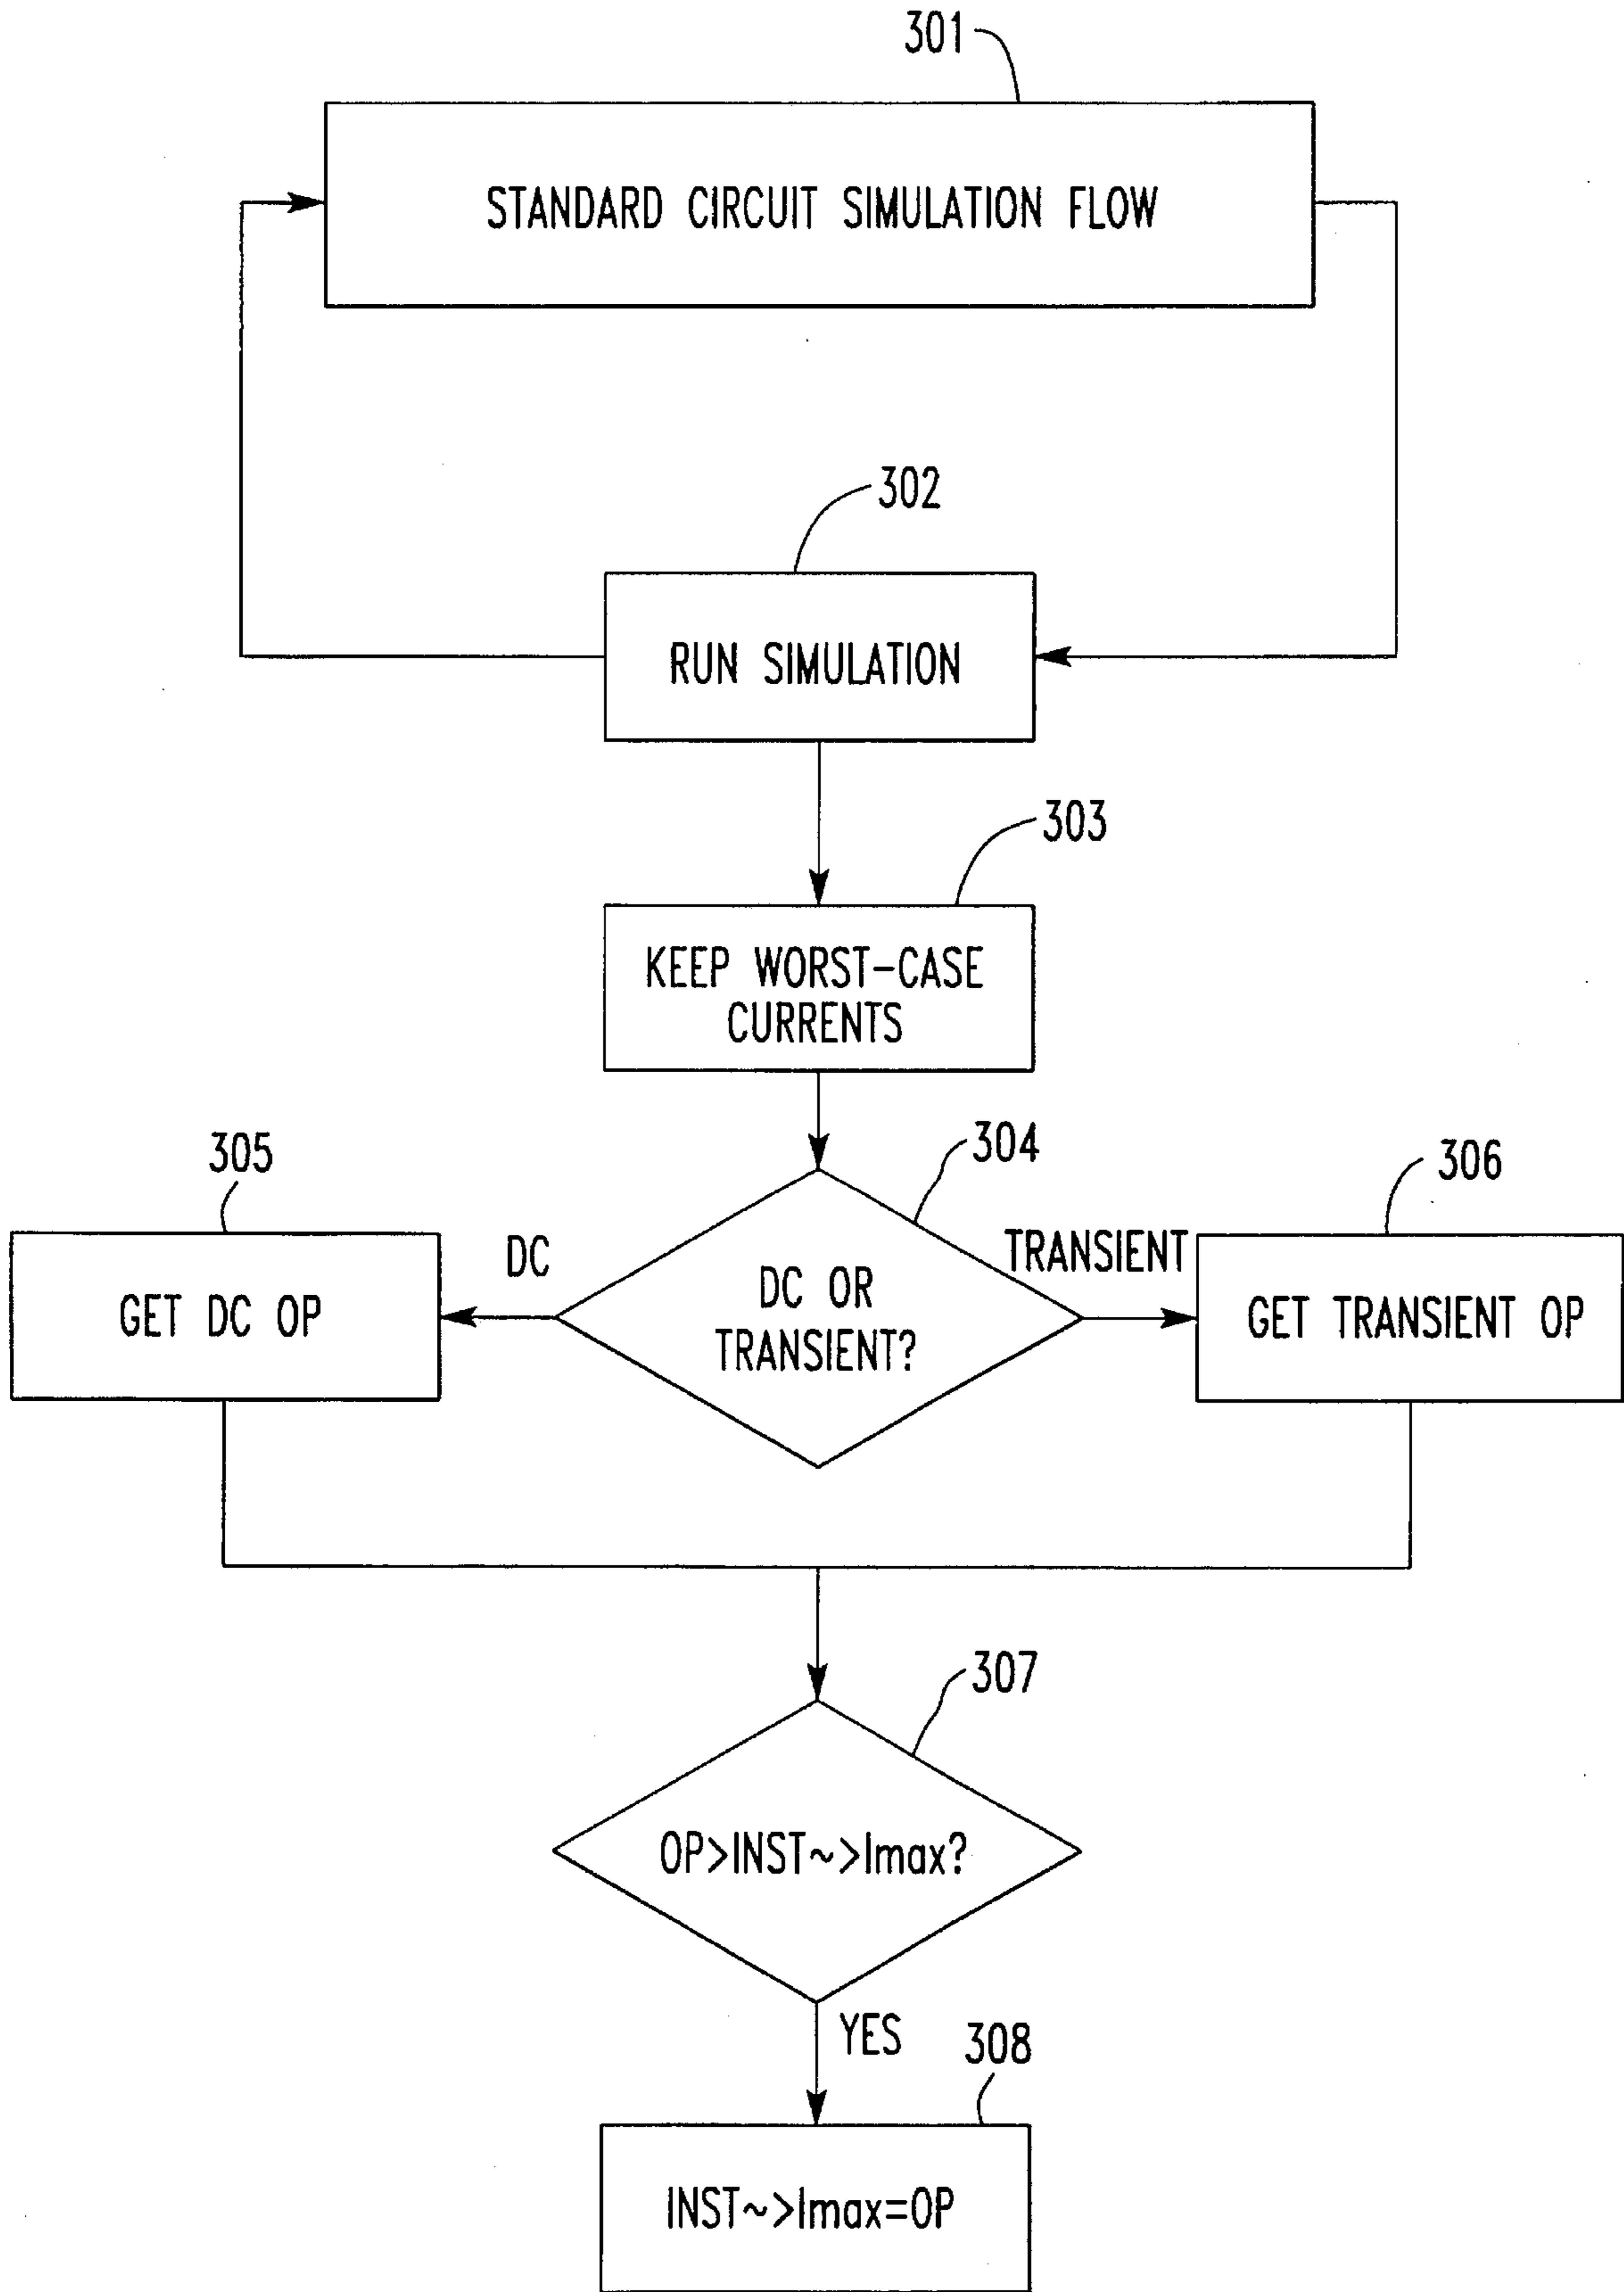 301
STANDARD CIRCUIT SIMULATION FLOW
302
RUN SIMULATION
303
KEEP WORST-CASE
CURRENTS
304
305
306
DC
TRANSIENT
GET DC OP
DC OR
TRANSIENT?
GET TRANSIENT OP
307
OP>INST~>Imax?
YES
308
INST~>Imax=OP